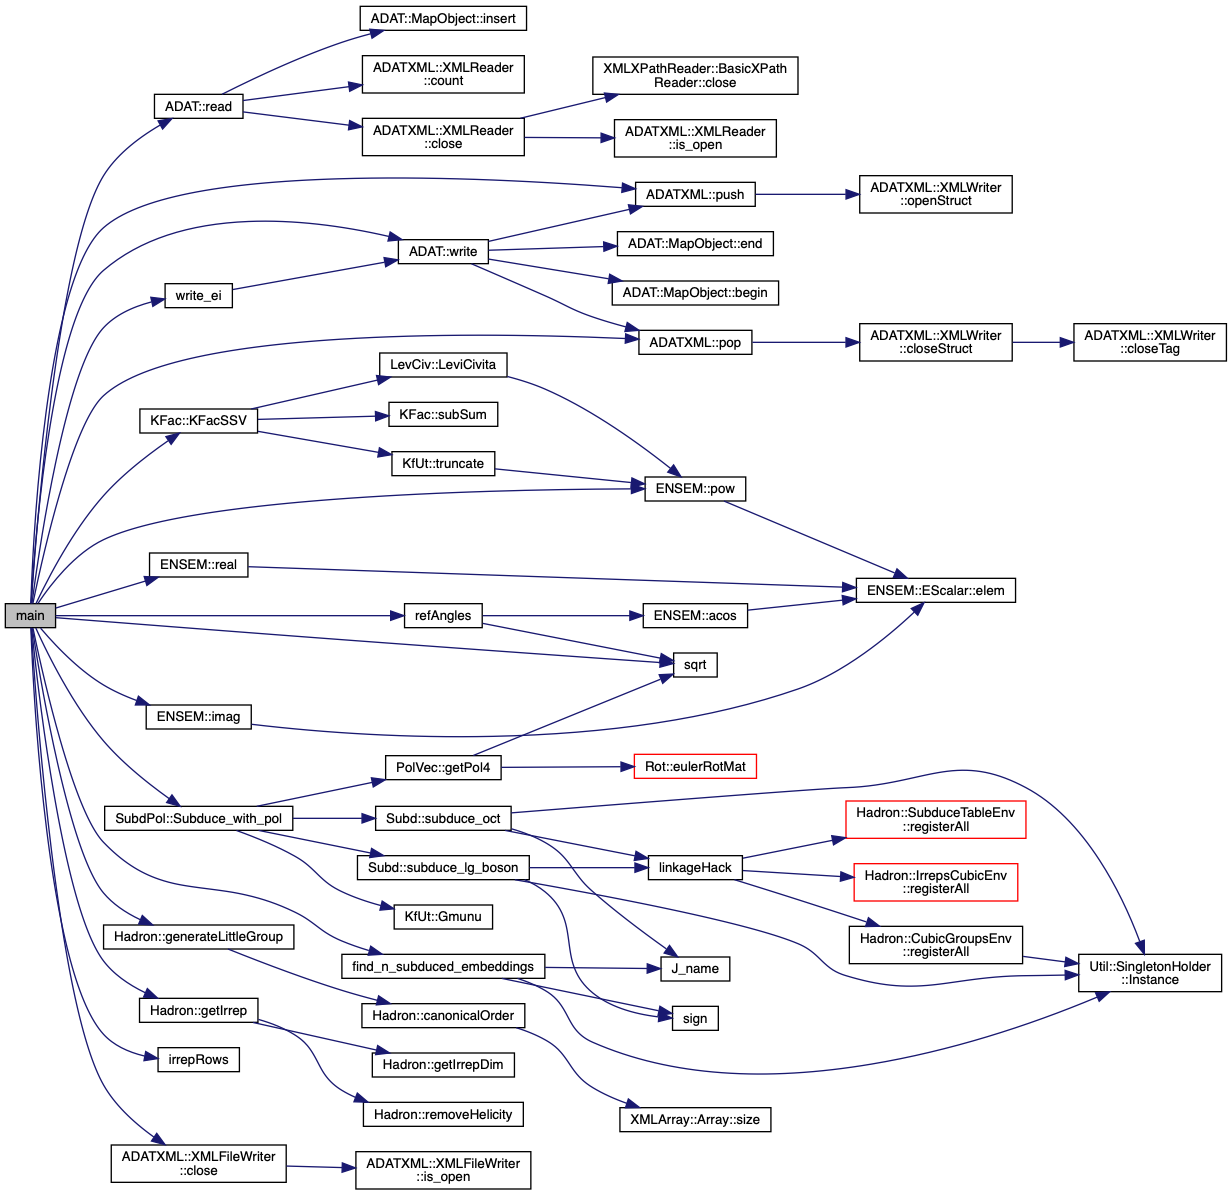 ADAT::MapObject::insert
ADATXML::XMLReader
::count
XMLXPathReader::BasicXPath
Reader::close
ADAT::read
ADATXML::XMLReader
::close
ADATXML::XMLReader
::is_open
ADATXML::push
ADATXML::XMLWriter
::openStruct
ADAT::write
ADAT::MapObject::end
write_ei
ADAT::MapObject::begin
ADATXML::pop
ADATXML::XMLWriter
::closeStruct
ADATXML::XMLWriter
::closeTag
LevCiv::LeviCivita
KFac::KFacSSV
KFac::subSum
KfUt::truncate
ENSEM::pow
ENSEM::real
ENSEM::EScalar::elem
main
refAngles
ENSEM::acos
sqrt
ENSEM::imag
PolVec::getPol4
Rot::eulerRotMat
SubdPol::Subduce_with_pol
Subd::subduce_oct
Hadron::SubduceTableEnv
::registerAll
Subd::subduce_lg_boson
linkageHack
Hadron::IrrepsCubicEnv
::registerAll
KfUt::Gmunu
Hadron::generateLittleGroup
Hadron::CubicGroupsEnv
::registerAll
find_n_subduced_embeddings
J_name
Util::SingletonHolder
::Instance
Hadron::getIrrep
Hadron::canonicalOrder
sign
irrepRows
Hadron::getIrrepDim
Hadron::removeHelicity
XMLArray::Array::size
ADATXML::XMLFileWriter
::close
ADATXML::XMLFileWriter
::is_open